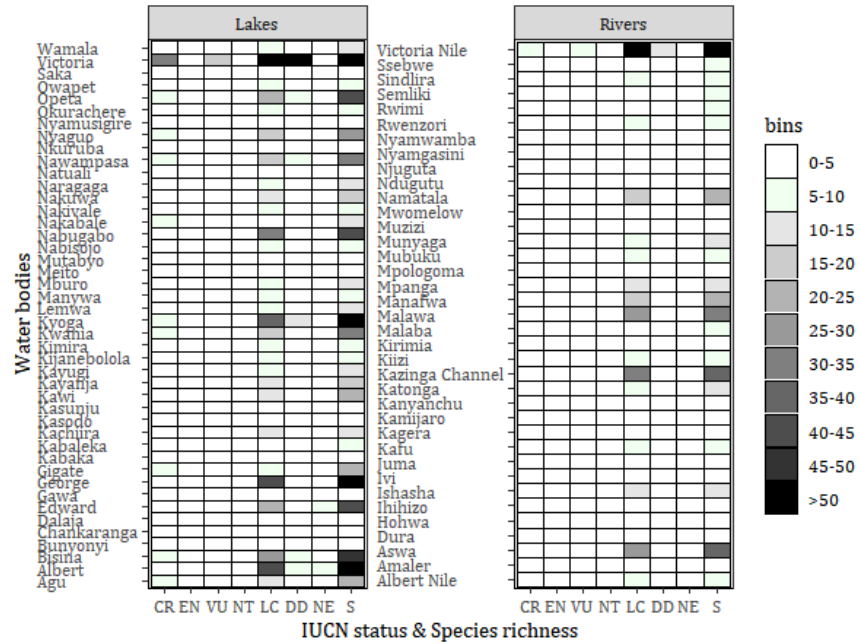 Lakes
Rivers
Water bodies
Wamala
Victoria
Saka
Qwapet
Opeta
Okurachere
Nyamusigire
Nyaguo
Nkuruba
Nawampasa
Natuali
Naragaga
Nakuwa
Nakivale
Nakabale
Nabugabo
Nabisojo
Mutabyo
Meito
Mburo
Manywa
Lemwa
Kyoga
Kwania
Kimira
Kijanebolola
Kayugi
Kayanja
Kawi
Kasunju
Kasodo
Kachiira
Kabaleka
Kabaka
Gigate
George
Gawa
Edward
Dalaja
Chankaranga
Bunyonyi
Bisina
Albert
Agu
Victoria Nile
Ssebwe
Sindlira
Semliki
Rwimi
Rwenzori
Nyamwamba
Nyamgasini
Njuguta
Ndugutu
Namatala
Mwomelow
Muzizi
Munyaga
Mubuku
Mpologoma
Mpanga
Manafwa
Malawa
Malaba
Kirimia
Kiizi
Kazinga Channel
Katonga
Kanyanchu
Kamijaro
Kagera
Kafu
Juma
Ivi
Ishasha
Ihihizo
Hohwa
Dura
Aswa
Amaler
Albert Nile
CR EN VU NT LC DD NE S
CR EN VU NT LC DD NE S
IUCN status & Species richness
bins
0-5
5-10
10-15
15-20
20-25
25-30
30-35
35-40
40-45
45-50
>50